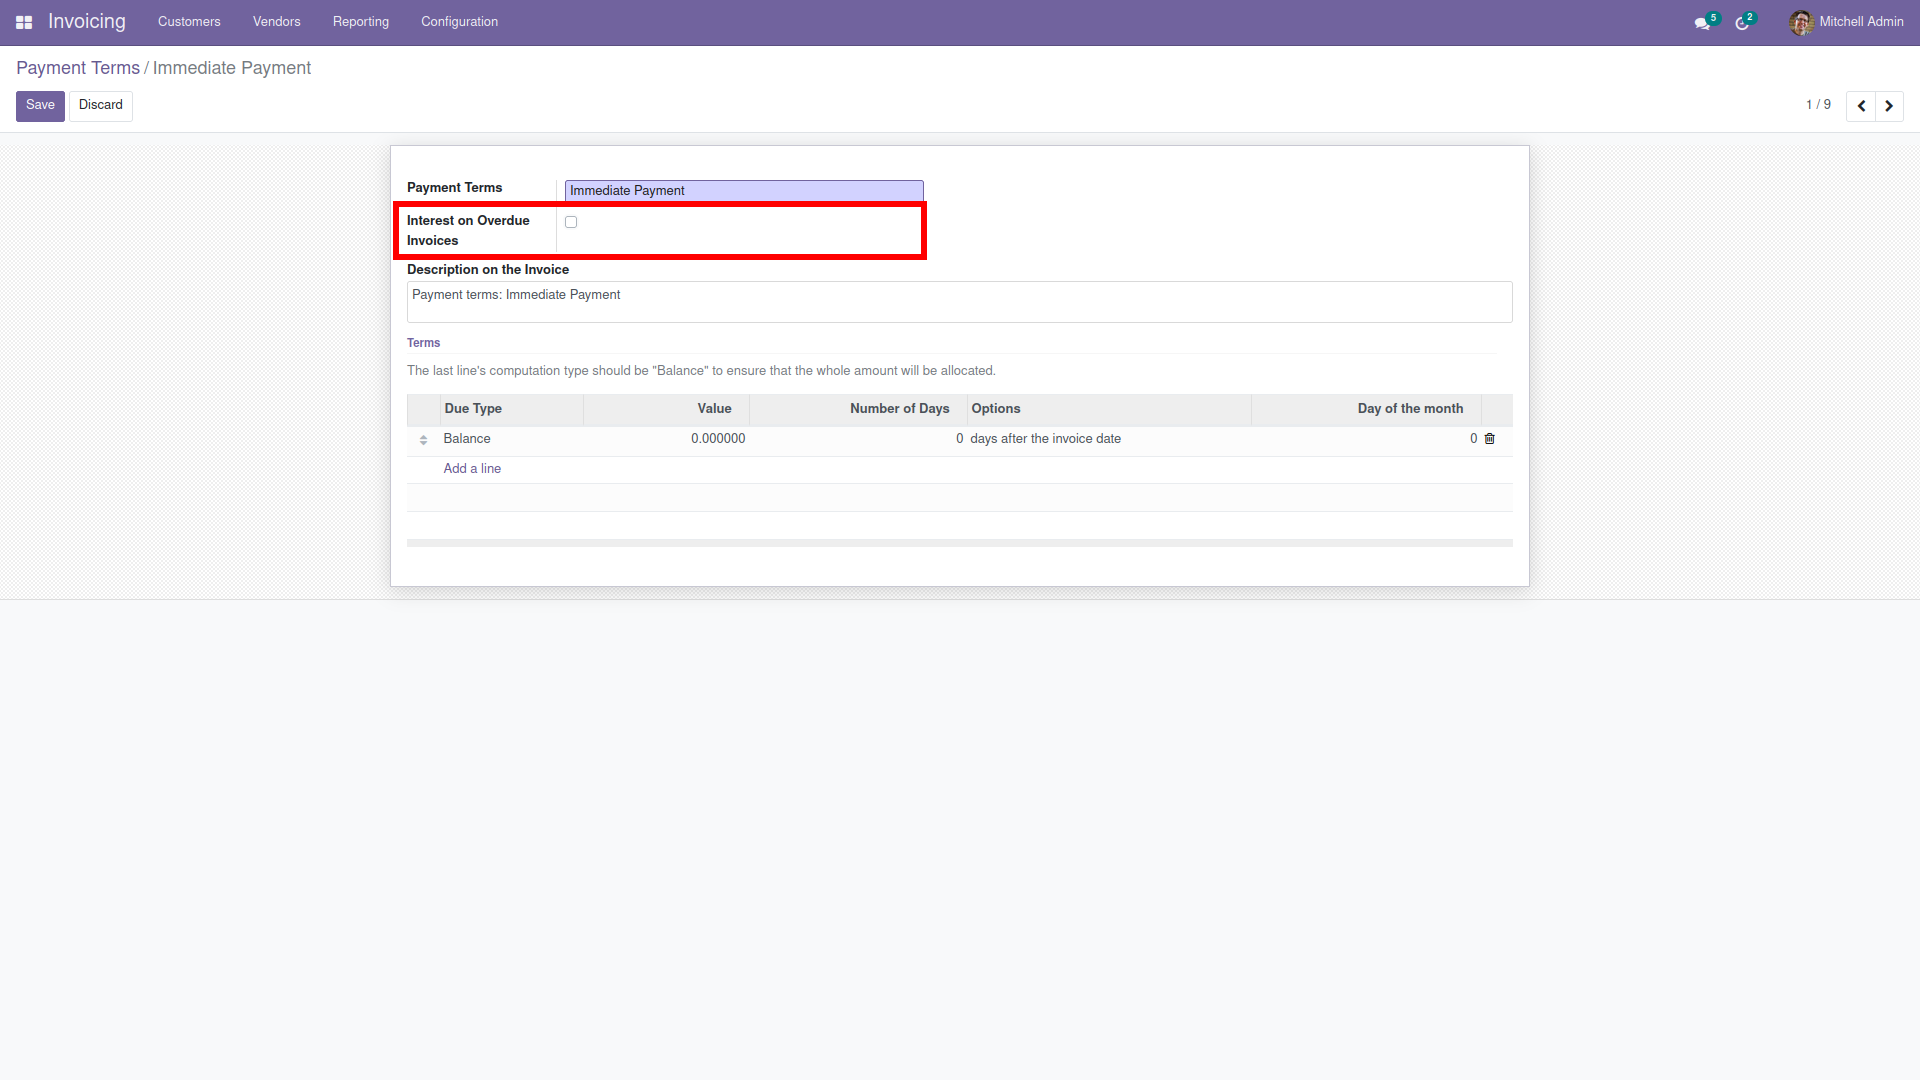 Invoicing Customers Vendors Reporting Configuration 5 2 Mitchell Admin
Payment Terms / Immediate Payment
Save Discard 1 / 9
Payment Terms Immediate Payment
Interest on Overdue
Invoices
Description on the Invoice
Payment terms: Immediate Payment
Terms
The last line's computation type should be "Balance" to ensure that the whole amount will be allocated.
Due Type Value Number of Days Options Day of the month
Balance 0.000000 0 days after the invoice date 0
Add a line